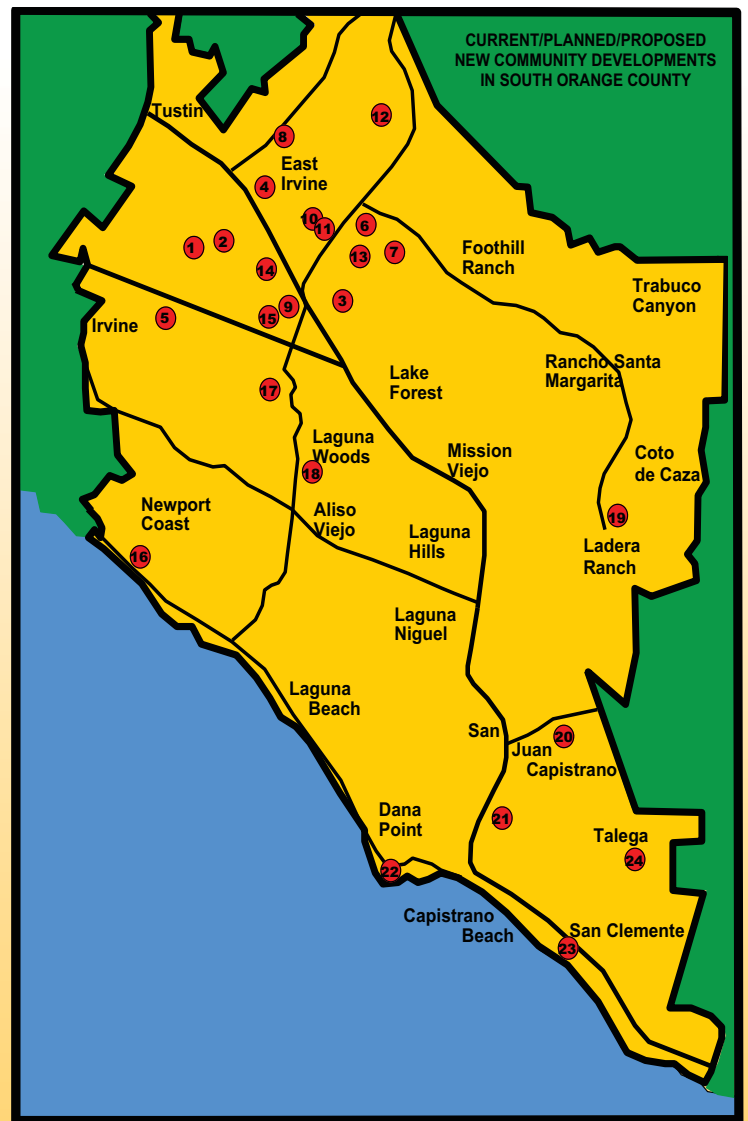 CURRENT/PLANNED/PROPOSED
NEW COMMUNITY DEVELOPMENTS
IN SOUTH ORANGE COUNTY
Tustin
12
8
East
Irvine
4
10
11
6
1
2
13
7
Foothill
Ranch
14
Trabuco
Canyon
3
9
15
5
Irvine
Rancho Santa
Margarita
Lake
Forest
17
Laguna
Woods
Mission
Viejo
Coto
de Caza
18
Newport
Coast
Aliso
Viejo
19
Laguna
Hills
Ladera
Ranch
16
Laguna
Niguel
Laguna
Beach
San
Juan
Capistrano
20
Dana
Point
21
Talega
24
22
Capistrano
Beach
San Clemente
23